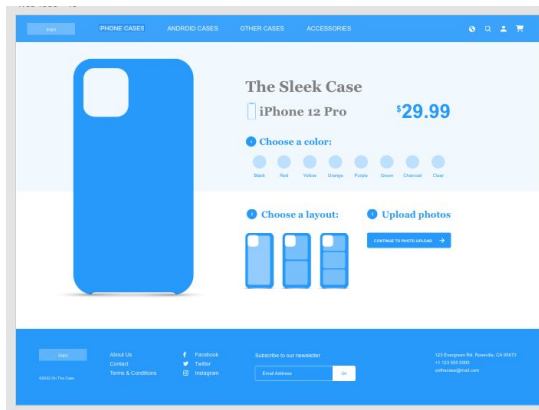 IPHONE CASES
ANDROID CASES
OTHER CASES
ACCESSORIES
The Sleek Case
iPhone 12 Pro
$29.99
Choose a color:
Black
Red
Yellow
Orange
Purple
Green
Charcoal
Clear
Choose a layout:
Upload photos
CONTINUE TO PHOTO UPLOAD
About Us
Contact
Terms & Conditions
Facebook
Twitter
Instagram
Subscribe to our newsletter
Email Address